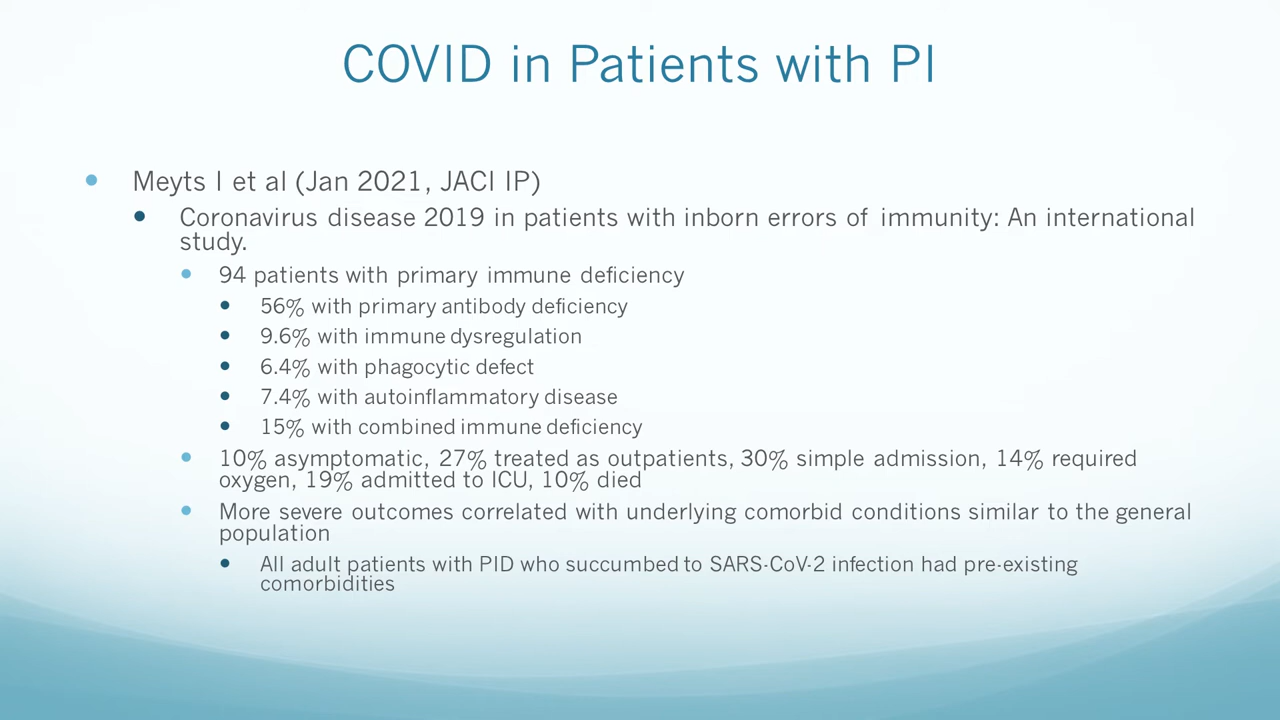 COVID in Patients with PI
Meyts I et al (Jan 2021, JACI IP)
Coronavirus disease 2019 in patients with inborn errors of immunity: An international
study.
94 patients with primary immune deficiency
56% with primary antibody deficiency
9.6% with immune dysregulation
6.4% with phagocytic defect
7.4% with autoinflammatory disease
15% with combined immune deficiency
10% asymptomatic, 27% treated as outpatients, 30% simple admission, 14% required
oxygen, 19% admitted to ICU, 10% died
More severe outcomes correlated with underlying comorbid conditions similar to the general
population
All adult patients with PID who succumbed to SARS-CoV-2 infection had pre-existing
comorbidities